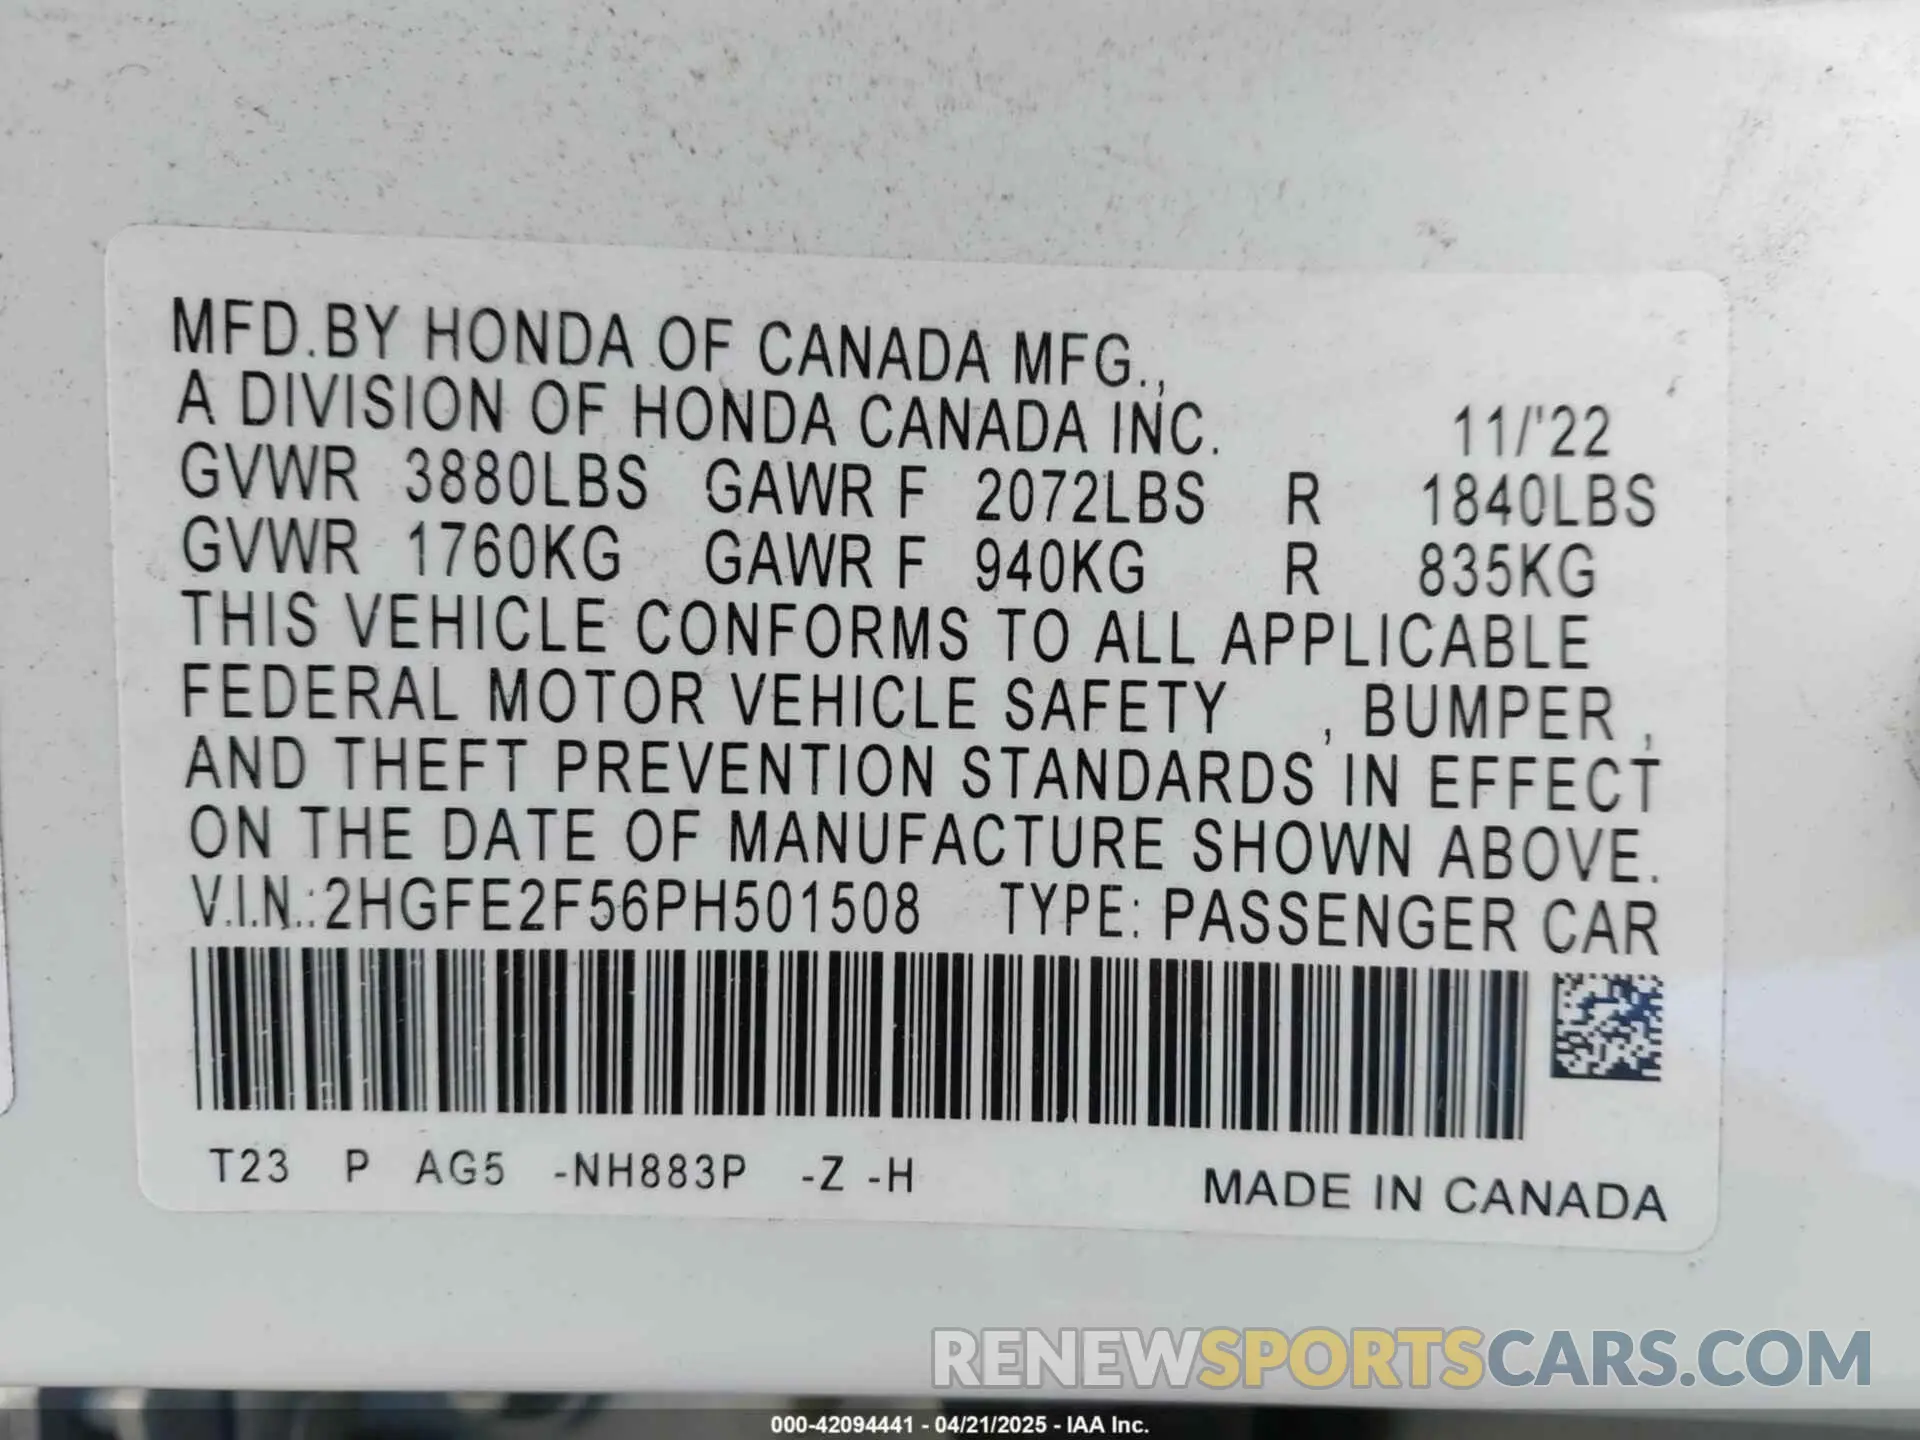 MFD.BY HONDA OF CANADA MFG.,
A DIVISION OF HONDA CANADA INC. 11/'22
GVWR 3880LBS GAWR F 2072LBS R 1840LBS
GVWR 1760KG GAWR F 940KG R 835KG
THIS VEHICLE CONFORMS TO ALL APPLICABLE
FEDERAL MOTOR VEHICLE SAFETY , BUMPER ,
AND THEFT PREVENTION STANDARDS IN EFFECT
ON THE DATE OF MANUFACTURE SHOWN ABOVE.
V.I.N.:2HGFE2F56PH501508 TYPE: PASSENGER CAR
T23 P AG5 -NH883P -Z -H MADE IN CANADA
RENEWSPORTSCARS.COM
000-42094441 - 04/21/2025 - IAA Inc.